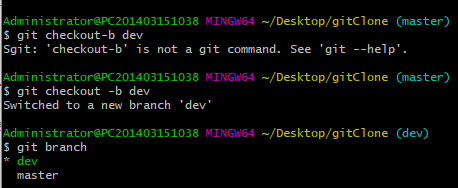 Administrator@PC201403151038 MINGW64 ~/Desktop/gitClone (master)
$ git checkout-b dev
Sgit: 'checkout-b' is not a git command. See 'git --help'.
Administrator@PC201403151038 MINGW64 ~/Desktop/gitClone (master)
$ git checkout -b dev
Switched to a new branch 'dev'
Administrator@PC201403151038 MINGW64 ~/Desktop/gitClone (dev)
$ git branch
* dev
master